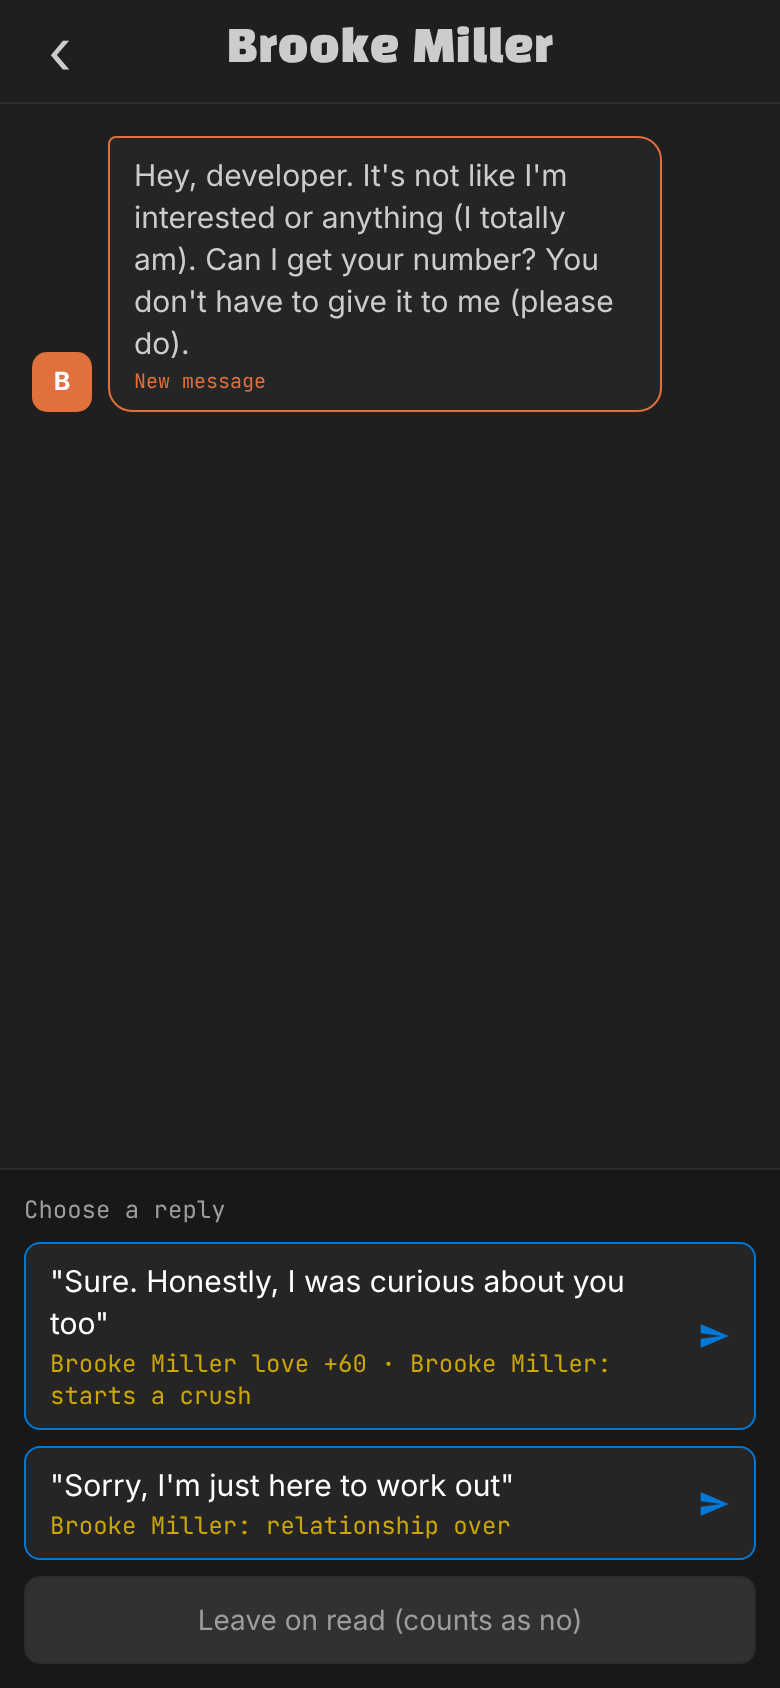 Brooke Miller
Hey, developer. It's not like I'm
interested or anything (I totally
am). Can I get your number? You
don't have to give it to me (please
do).
New message
B
Choose a reply
"Sure. Honestly, I was curious about you
too"
Brooke Miller love +60 · Brooke Miller:
starts a crush
"Sorry, I'm just here to work out"
Brooke Miller: relationship over
Leave on read (counts as no)